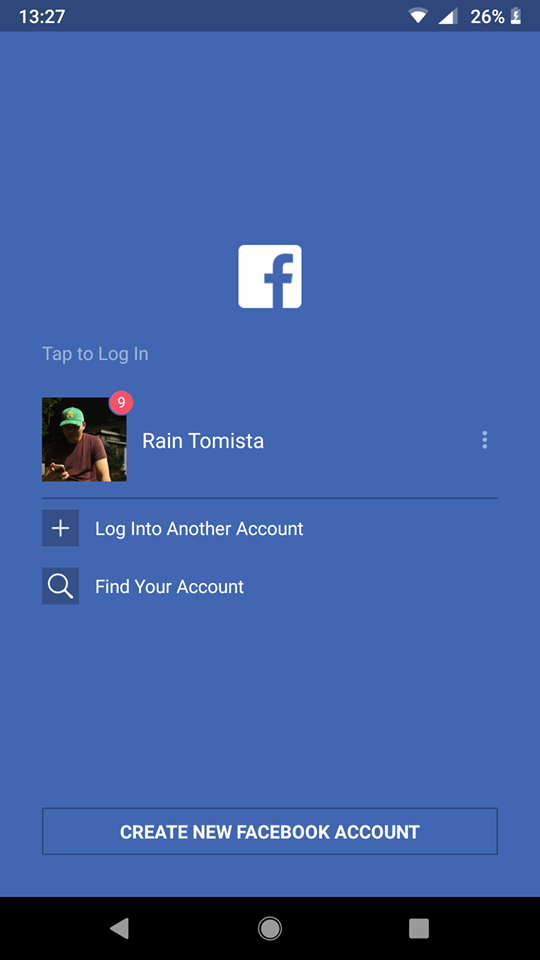 13:27
26%
f
Tap to Log In
9
Rain Tomista
Log Into Another Account
Find Your Account
CREATE NEW FACEBOOK ACCOUNT